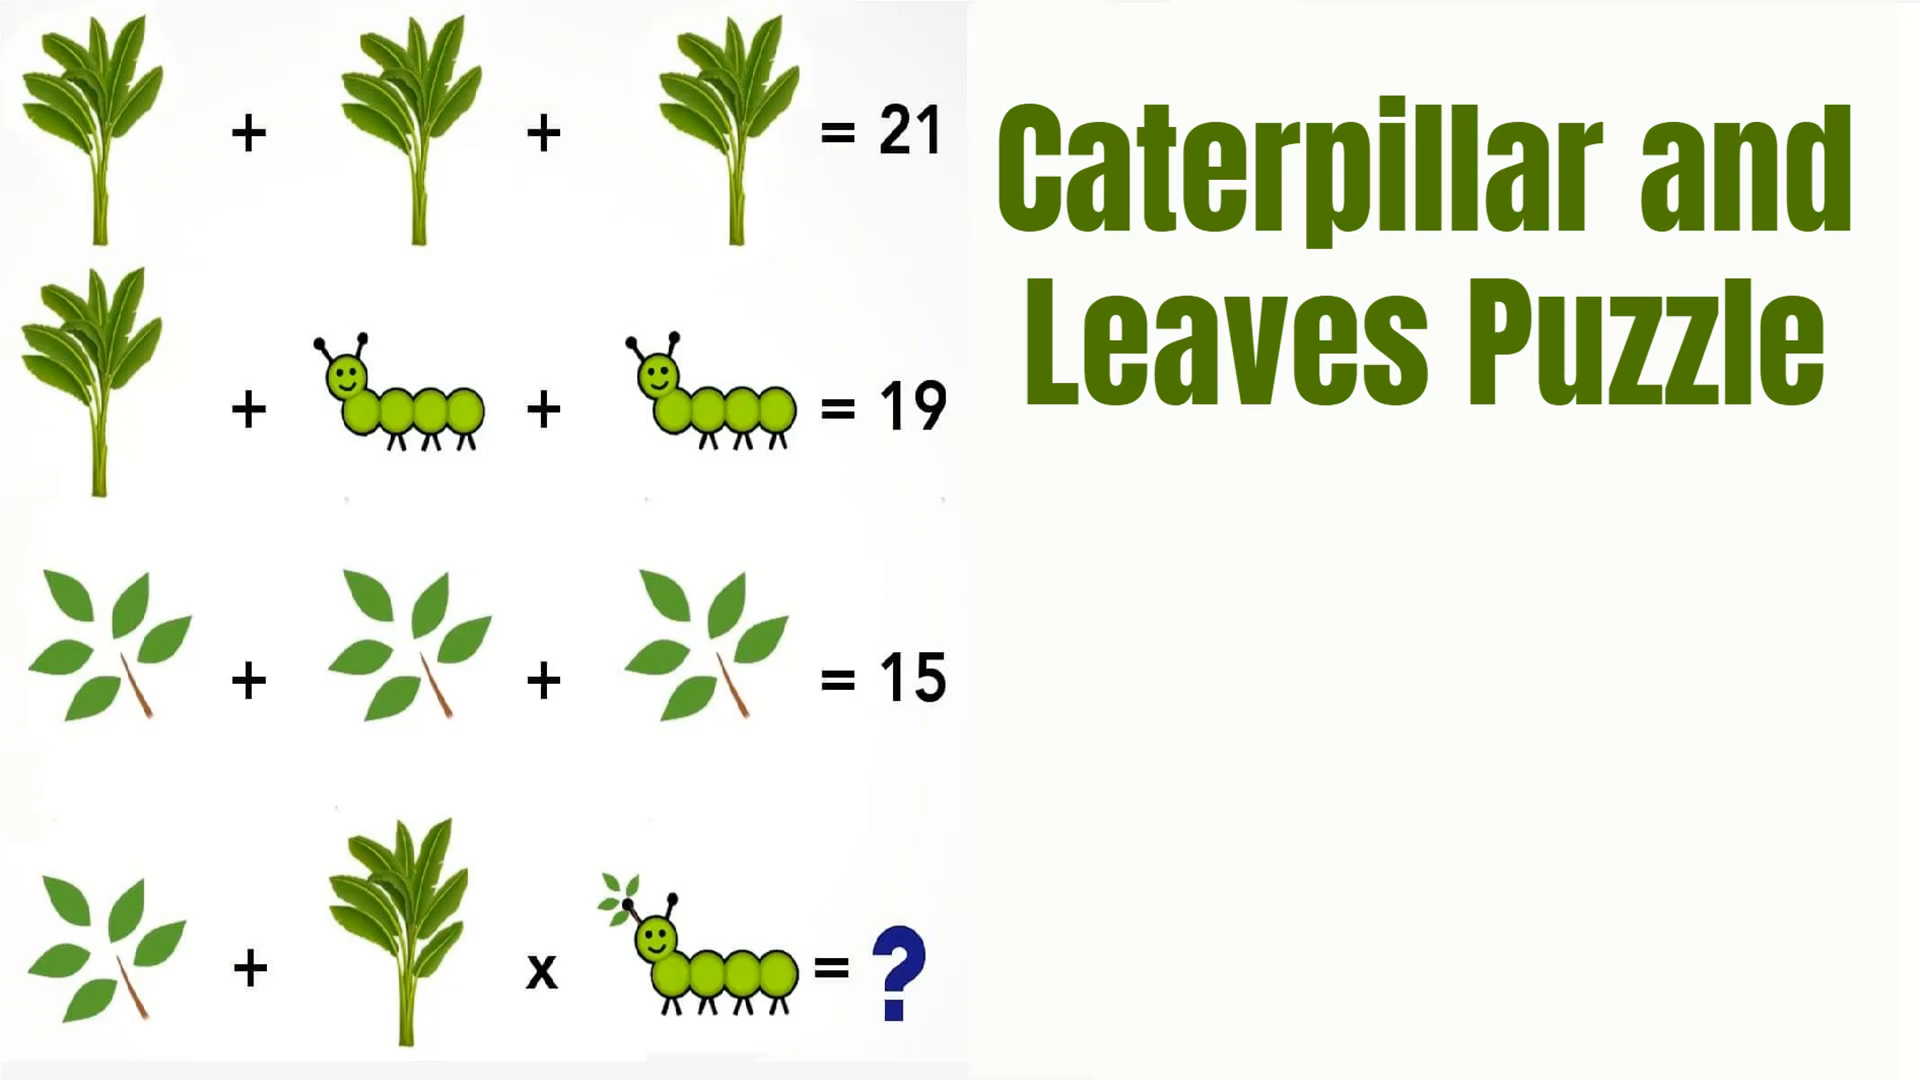 + + = 21
Caterpillar and
Leaves Puzzle
+ + = 19
+ + = 15
+ x = ?